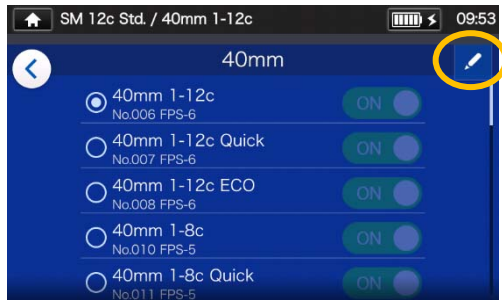 SM 12c Std. / 40mm 1-12c 09:53
40mm
40mm 1-12c ON
No.006 FPS-6
40mm 1-12c Quick ON
No.007 FPS-6
40mm 1-12c ECO ON
No.008 FPS-6
40mm 1-8c ON
No.010 FPS-5
40mm 1-8c Quick ON
No.011 FPS-5